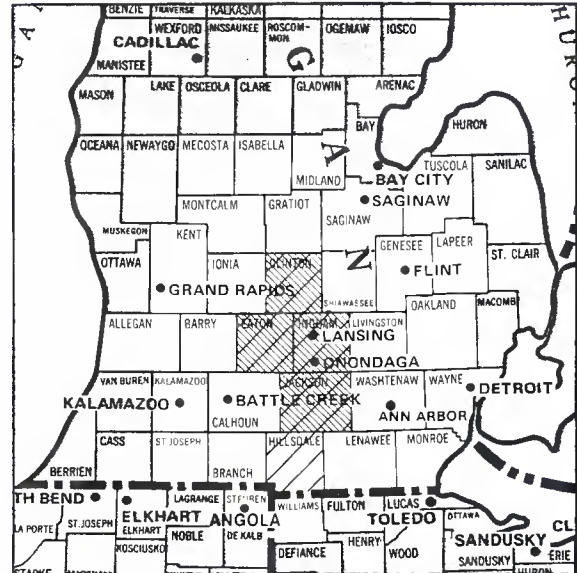 BENZIE TRAVERSE KALKASKA
WEXFORD MISSAUKEE ROSCOM- OGEMAW IOSCO
MON.
CADILLAC
MANISTEE
G
MASON LAKE OSCEOLA CLARE GLADWIN ARENAC
BAY HURON
OCEANA NEWAYGO MECOSTA ISABELLA A
MIDLAND TUSCOLA SANILAC
BAY CITY
MONTCALM GRATIOT SAGINAW
SAGINAW
MUSKEGON
KENT GENESEE LAPEER
OTTAWA IONIA CLINTON N ST. CLAIR
FLINT
GRAND RAPIDS
SHIAWASSEE OAKLAND MACOMB
ALLEGAN BARRY EATON INGHAM LIVINGSTON
LANSING
ONONDAGA
VAN BUREN KALAMAZOO JACKSON WASHTENAW WAYNE
DETROIT
KALAMAZOO BATTLE CREEK
ANN ARBOR
CALHOUN
CASS ST. JOSEPH HILLSDALE LENAWEE MONROE
BERRIEN BRANCH
TH BEND LAGRANGE STEUBEN WILLIAMS FULTON LUCAS OTTAWA
ELKHART ANGOLA TOLEDO
LA PORTE ST. JOSEPH ELKHART NOBLE DE KALB HENRY SANDUSKY CL
KOSCIUSKO DEFIANCE WOOD SANDUSKY ERIE
STARKE HURON